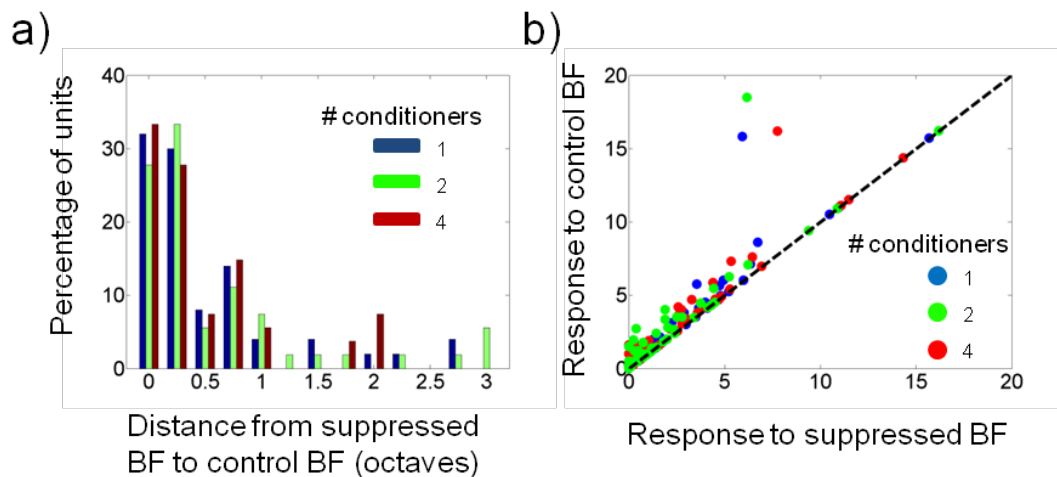 a)
Percentage of units
40
30
20
10
0
# conditioners
1
2
4
0 0.5 1 1.5 2 2.5 3
Distance from suppressed
BF to control BF (octaves)
b)
Response to control BF
20
15
10
5
0
# conditioners
1
2
4
0 5 10 15 20
Response to suppressed BF